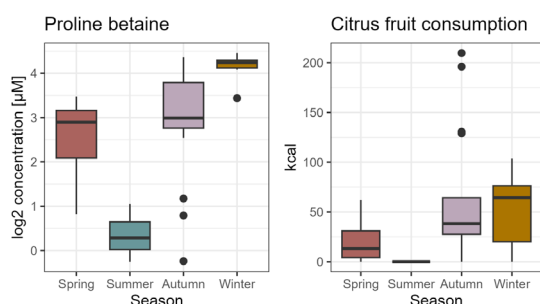 Proline betaine
log2 concentration [µM]
4
3
2
1
0
Spring Summer Autumn Winter
Season
Citrus fruit consumption
kcal
200
150
100
50
0
Spring Summer Autumn Winter
Season